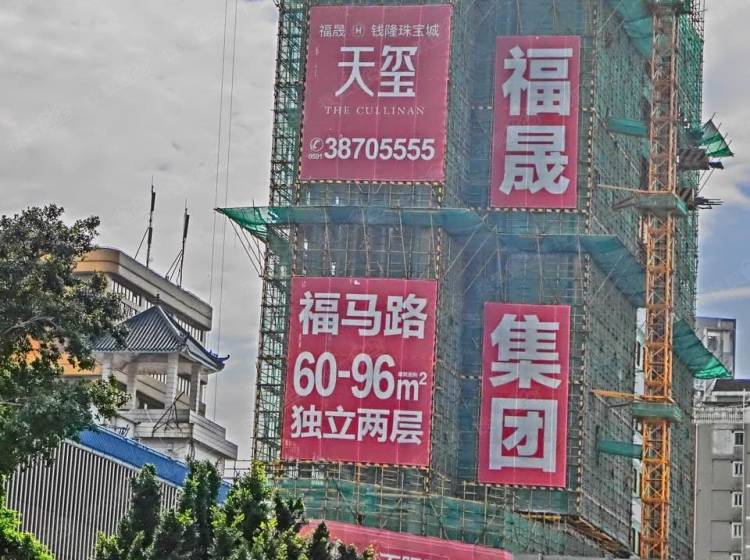 福晟 H 钱隆珠宝城
天玺
THE CULLINAN
0591 38705555
福晟
福马路
60-96m²
独立两层
集团